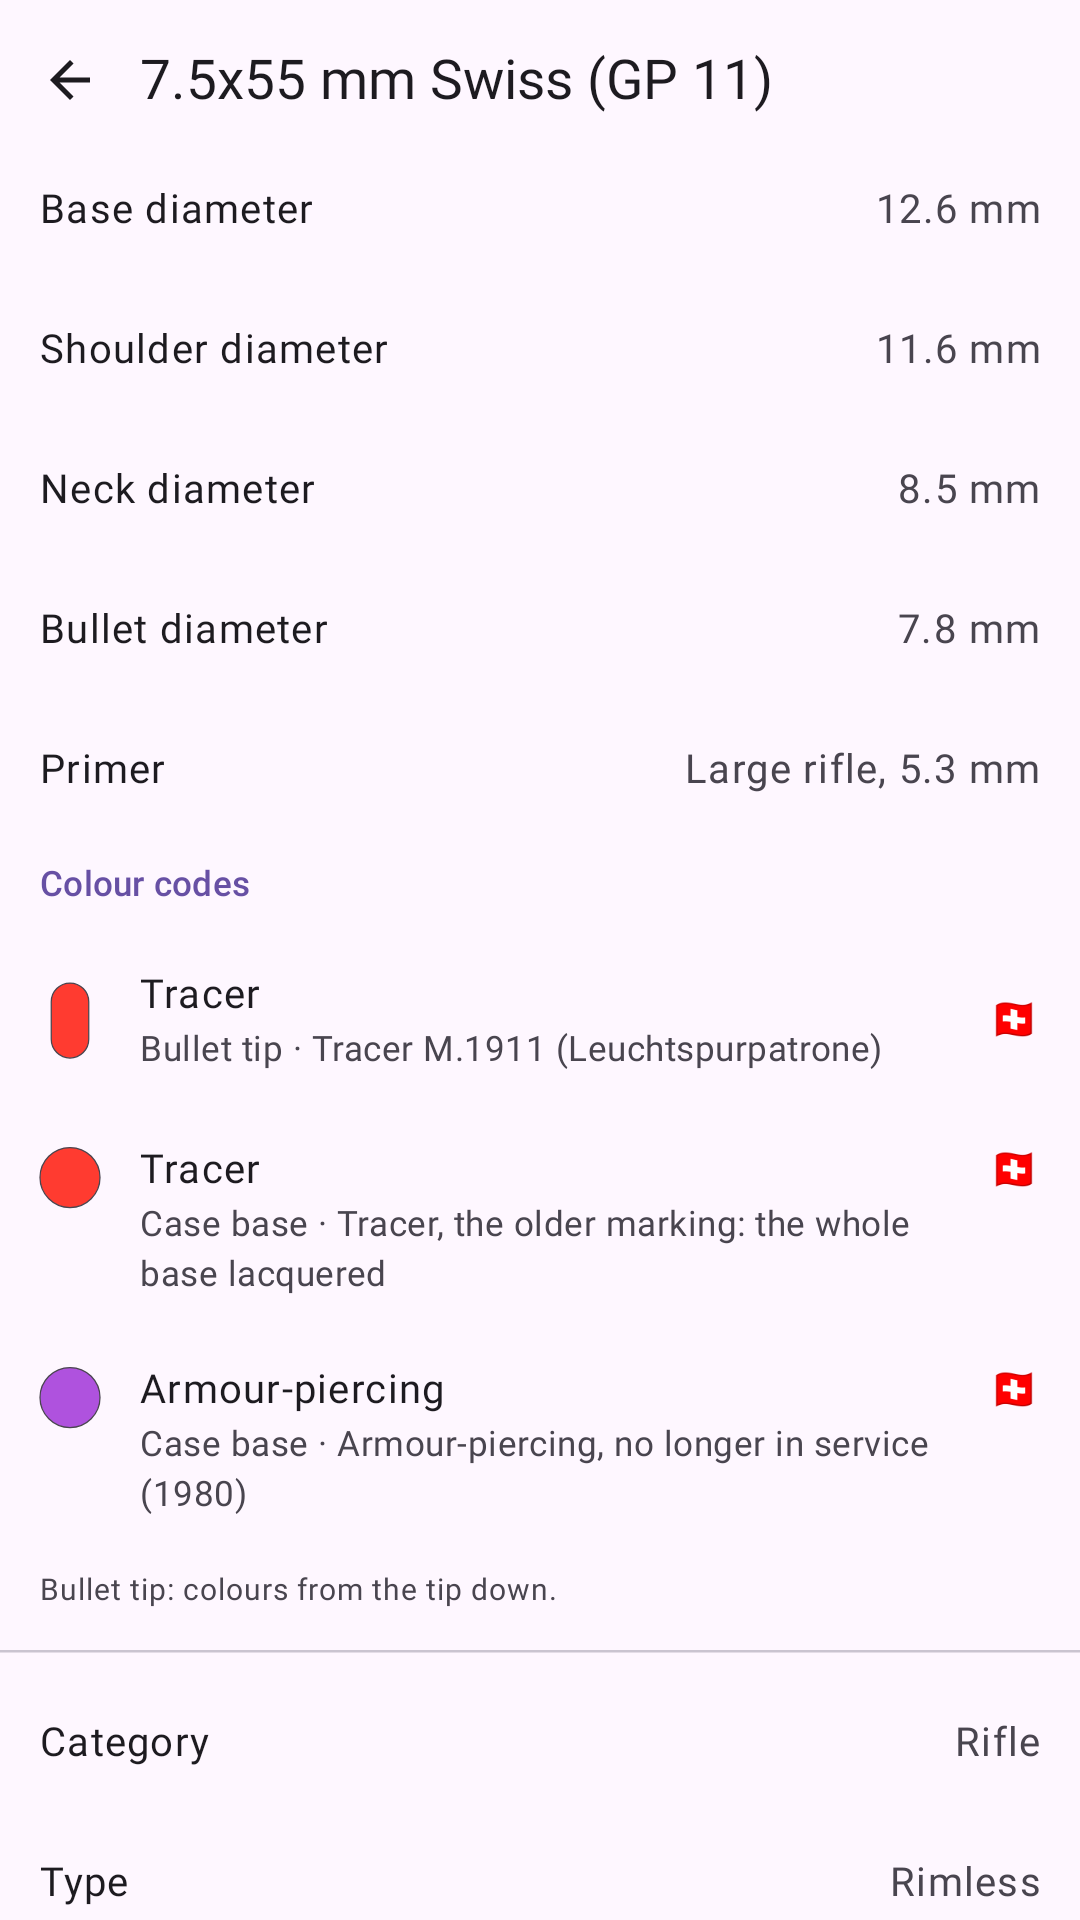 7.5x55 mm Swiss (GP 11)
Base diameter 12.6 mm
Shoulder diameter 11.6 mm
Neck diameter 8.5 mm
Bullet diameter 7.8 mm
Primer Large rifle, 5.3 mm
Colour codes
Tracer
Bullet tip · Tracer M.1911 (Leuchtspurpatrone)
Tracer
Case base · Tracer, the older marking: the whole
base lacquered
Armour-piercing
Case base · Armour-piercing, no longer in service
(1980)
Bullet tip: colours from the tip down.
Category Rifle
Type Rimless